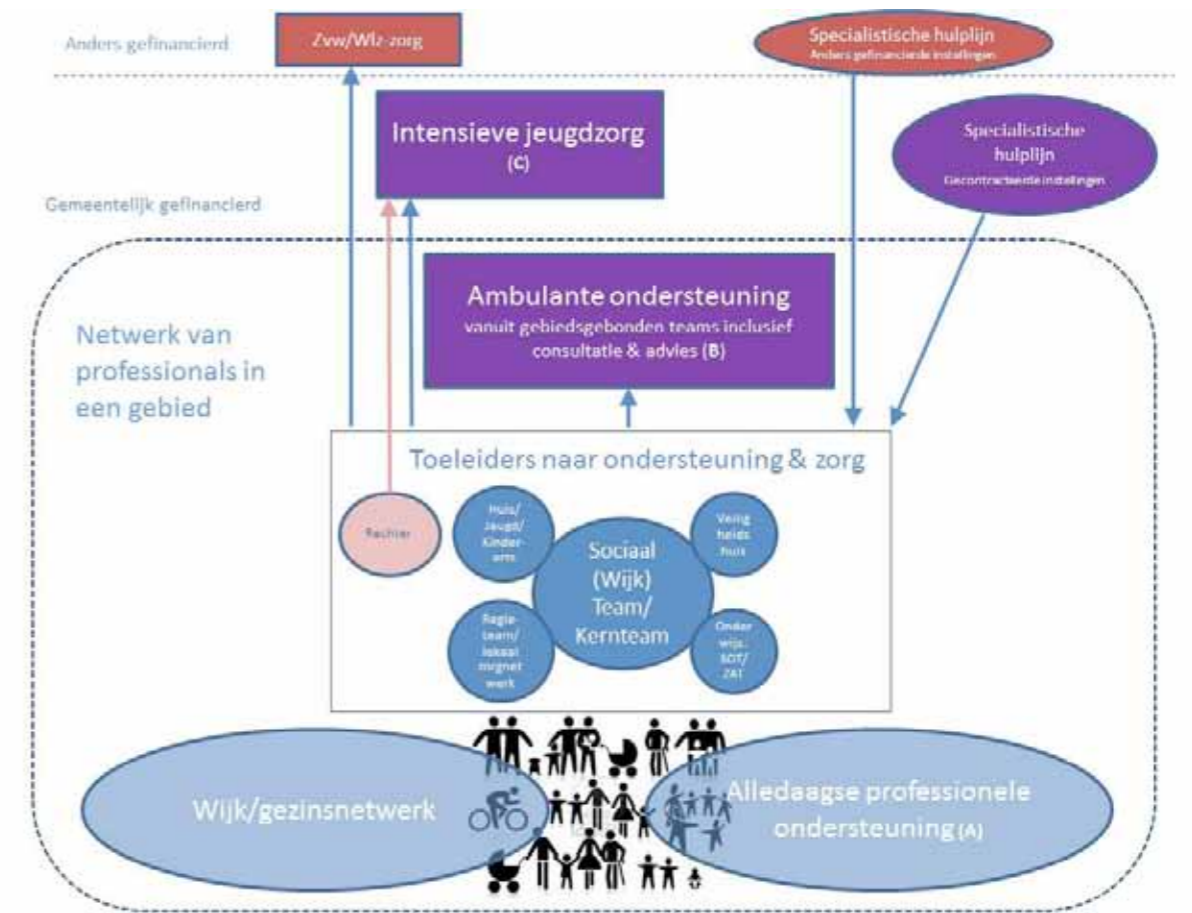 Anders gefinancierd
Zvw/Wlz-zorg
Specialistische hulplijn
Anders gefinancierde instellingen
Intensieve jeugdzorg
(C)
Specialistische
hulplijn
Gecontracteerde instellingen
Gemeentelijk gefinancierd
Ambulante ondersteuning
vanuit gebiedsgebonden teams inclusief
consultatie & advies (B)
Netwerk van
professionals in
een gebied
Toeleiders naar ondersteuning & zorg
Rechter
Huis/
Jeugd/
Kinder-
arts
Veilig
heids
huis
Sociaal
(Wijk)
Team/
Kernteam
Regie-
team/
lokaal
zorgnet
werk
Onder
wijs,
SOT/
ZAT
Wijk/gezinsnetwerk
Alledaagse professionele
ondersteuning (A)